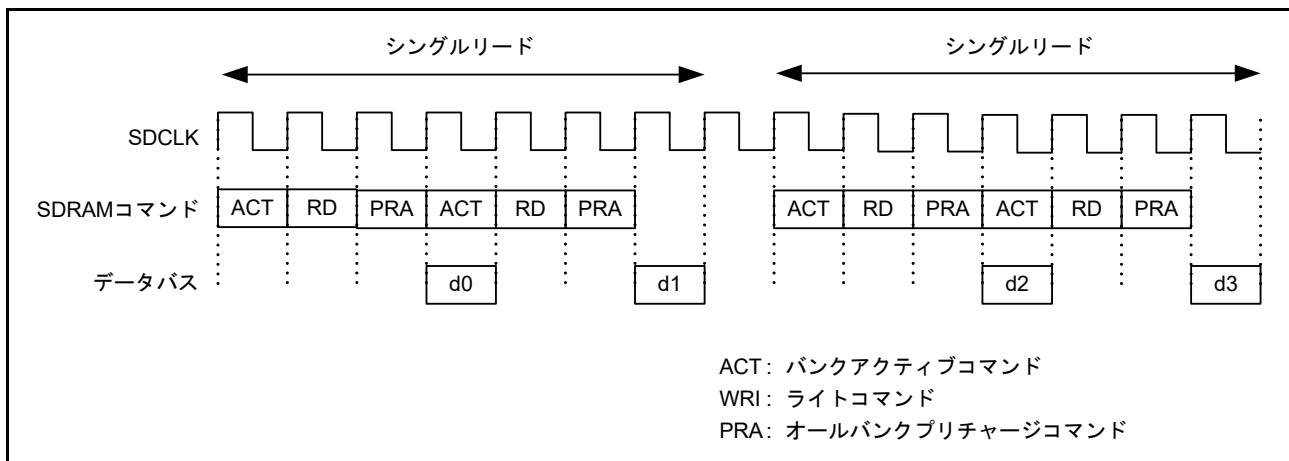 シングルリード シングルリード
SDCLK
SDRAMコマンド ACT RD PRA ACT RD PRA ACT RD PRA ACT RD PRA
データバス d0 d1 d2 d3
ACT : バンクアクティブコマンド
WRI : ライトコマンド
PRA : オールバンクプリチャージコマンド